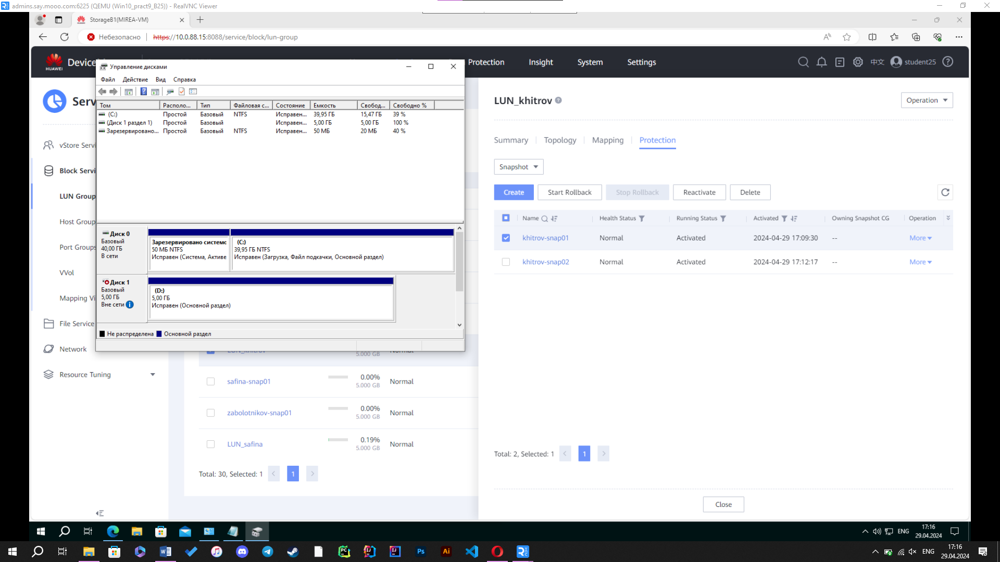 admins.say.mooo.com:6225 (QEMU (Win10_pract9_B25)) - RealVNC Viewer
StorageB1(MIREA-VM)
Небезопасно
https://10.0.88.15:8088/service/block/lun-group
HUAWEI
Device
Protection
Insight
System
Settings
中文
student25
Serv
vStore Servi
Block Servi
LUN Group
Host Group
Port Groups
VVol
Mapping Vi
File Service
Network
Resource Tuning
Управление дисками
Файл
Действие
Вид
Справка
Том
Располо...
Тип
Файловая с...
Состояние
Емкость
Свобод...
Свободно %
(C:)
Простой
Базовый
NTFS
Исправен...
39,95 ГБ
15,47 ГБ
39 %
(Диск 1 раздел 1)
Простой
Базовый
Исправен...
5,00 ГБ
5,00 ГБ
100 %
Зарезервировано...
Простой
Базовый
NTFS
Исправен...
50 МБ
20 МБ
40 %
Диск 0
Базовый
40,00 ГБ
В сети
Зарезервировано системс
50 МБ NTFS
Исправен (Система, Активе
(C:)
39,95 ГБ NTFS
Исправен (Загрузка, Файл подкачки, Основной раздел)
Диск 1
Базовый
5,00 ГБ
Вне сети
(D:)
5,00 ГБ
Исправен (Основной раздел)
Не распределена
Основной раздел
LUN_khitrov
5.000 GB
Normal
safina-snap01
0.00%
5.000 GB
Normal
zabolotnikov-snap01
0.00%
5.000 GB
Normal
LUN_safina
0.19%
5.000 GB
Normal
Total: 30, Selected: 1
1
LUN_khitrov
Operation
Summary
Topology
Mapping
Protection
Snapshot
Create
Start Rollback
Stop Rollback
Reactivate
Delete
Name
Health Status
Running Status
Activated
Owning Snapshot CG
Operation
khitrov-snap01
Normal
Activated
2024-04-29 17:09:30
--
More
khitrov-snap02
Normal
Activated
2024-04-29 17:12:17
--
More
Total: 2, Selected: 1
1
Close
ENG
17:16
29.04.2024
PC
IJ
IJ
Ps
Ai
ENG
17:16
29.04.2024